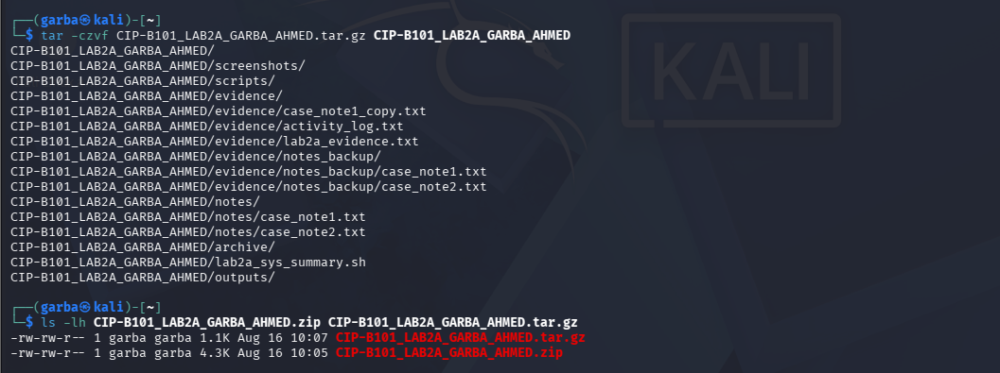 ┌──(garba㉿kali)-[~]
└─$ tar -czvf CIP-B101_LAB2A_GARBA_AHMED.tar.gz CIP-B101_LAB2A_GARBA_AHMED
CIP-B101_LAB2A_GARBA_AHMED/
CIP-B101_LAB2A_GARBA_AHMED/screenshots/
CIP-B101_LAB2A_GARBA_AHMED/scripts/
CIP-B101_LAB2A_GARBA_AHMED/evidence/
CIP-B101_LAB2A_GARBA_AHMED/evidence/case_note1_copy.txt
CIP-B101_LAB2A_GARBA_AHMED/evidence/activity_log.txt
CIP-B101_LAB2A_GARBA_AHMED/evidence/lab2a_evidence.txt
CIP-B101_LAB2A_GARBA_AHMED/evidence/notes_backup/
CIP-B101_LAB2A_GARBA_AHMED/evidence/notes_backup/case_note1.txt
CIP-B101_LAB2A_GARBA_AHMED/evidence/notes_backup/case_note2.txt
CIP-B101_LAB2A_GARBA_AHMED/notes/
CIP-B101_LAB2A_GARBA_AHMED/notes/case_note1.txt
CIP-B101_LAB2A_GARBA_AHMED/notes/case_note2.txt
CIP-B101_LAB2A_GARBA_AHMED/archive/
CIP-B101_LAB2A_GARBA_AHMED/lab2a_sys_summary.sh
CIP-B101_LAB2A_GARBA_AHMED/outputs/
┌──(garba㉿kali)-[~]
└─$ ls -lh CIP-B101_LAB2A_GARBA_AHMED.zip CIP-B101_LAB2A_GARBA_AHMED.tar.gz
-rw-rw-r-- 1 garba garba 1.1K Aug 16 10:07 CIP-B101_LAB2A_GARBA_AHMED.tar.gz
-rw-rw-r-- 1 garba garba 4.3K Aug 16 10:05 CIP-B101_LAB2A_GARBA_AHMED.zip
KALI